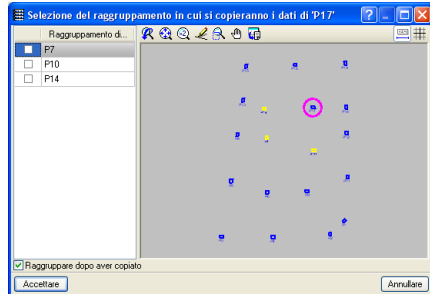 Selezione del raggruppamento in cui si copieranno i dati di 'P17'
Raggruppamento di...
P7
P10
P14
Raggruppare dopo aver copiato
Accettare
Annullare